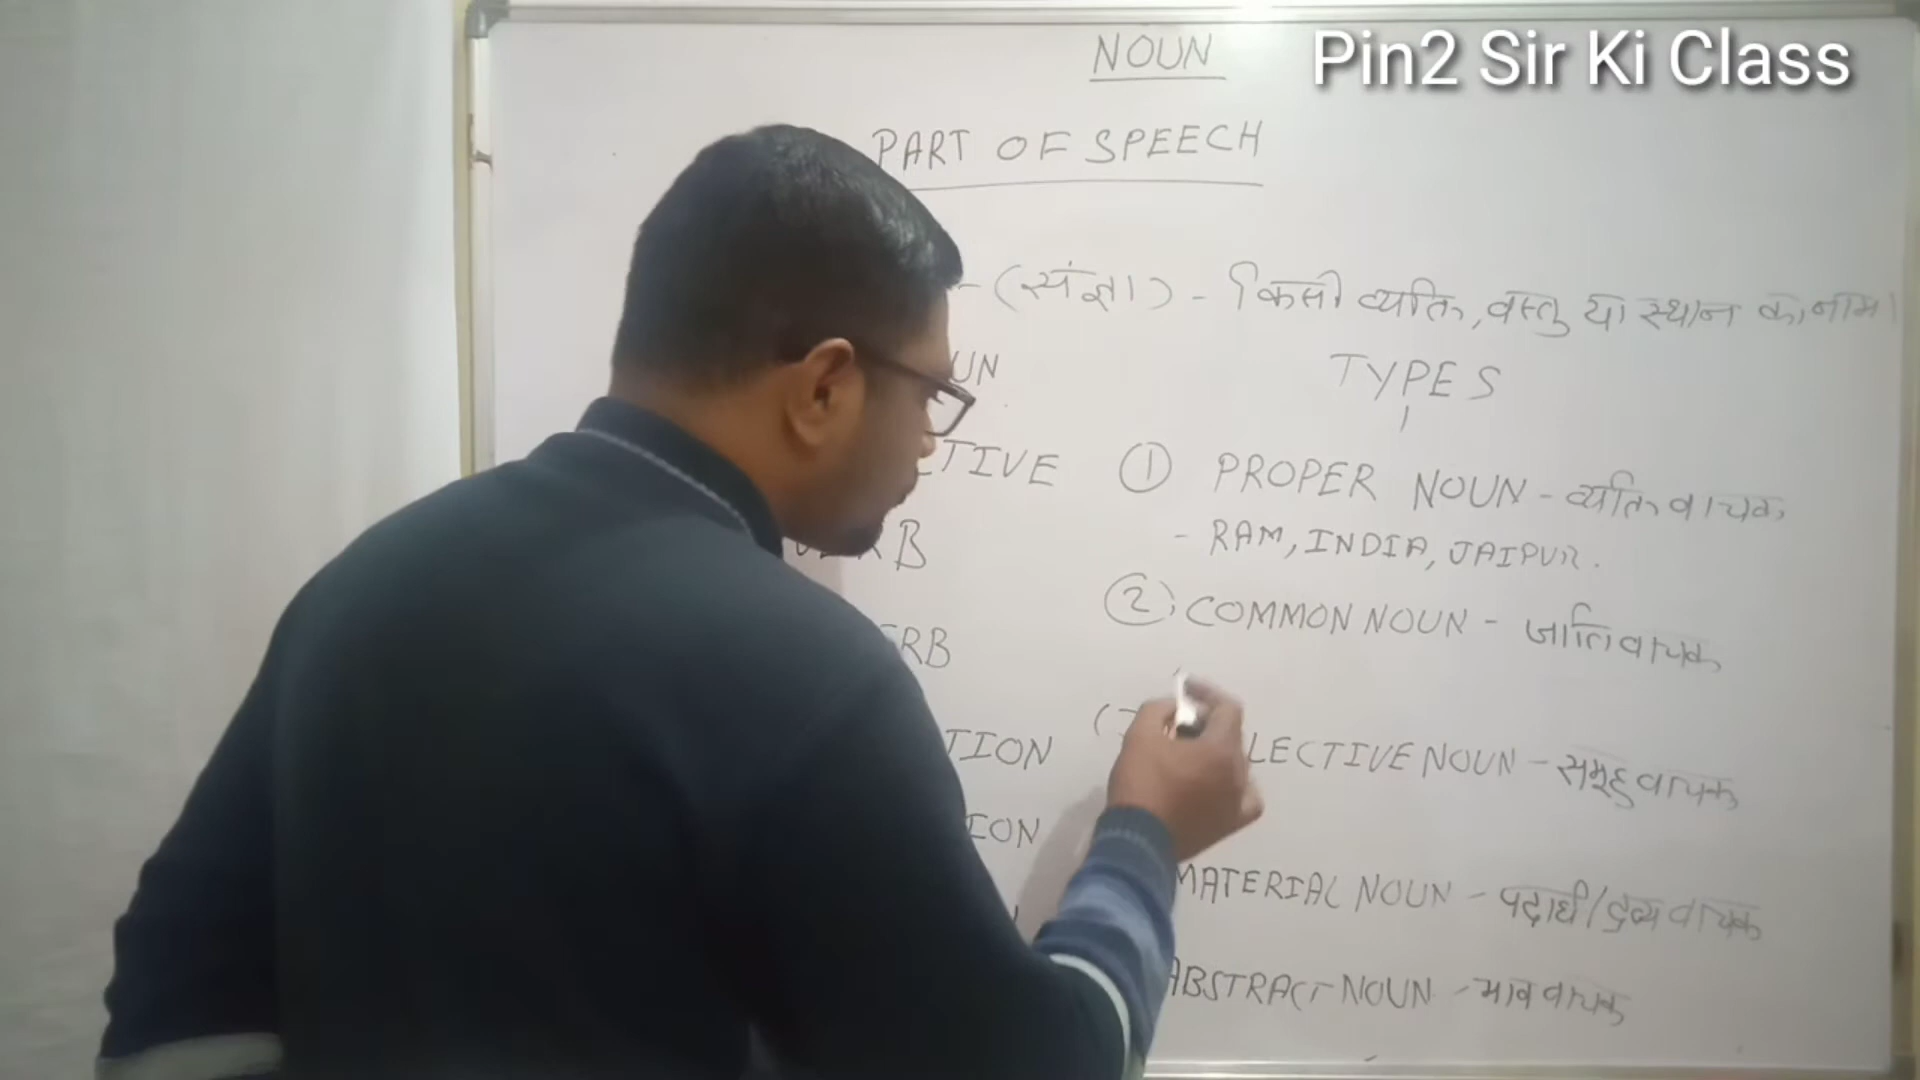 NOUN
Pin2 Sir Ki Class
PART OF SPEECH
- (संज्ञा) - किसी व्यक्ति, वस्तु या स्थान का नाम।
UN
TYPES
TIVE
① PROPER NOUN - व्यक्तिवाचक
B
- RAM, INDIA, JAIPUR.
② COMMON NOUN - जातिवाचक
RB
LECTIVE NOUN - समूहवाचक
TION
ION
MATERIAL NOUN - पदार्थ/द्रव्यवाचक
ABSTRACT NOUN - भाववाचक